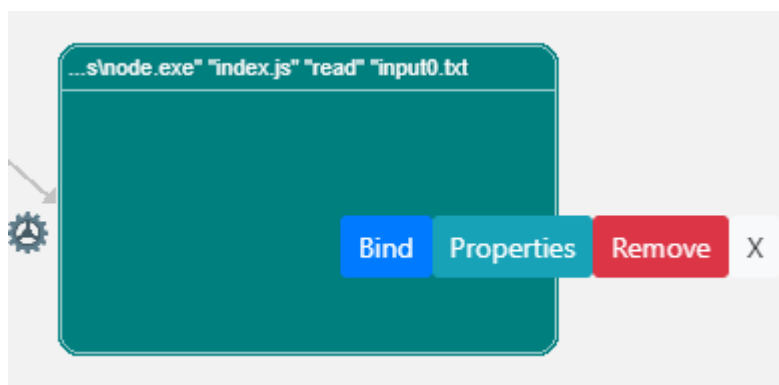 ...s\node.exe" "index.js" "read" "input0.txt
Bind Properties Remove X